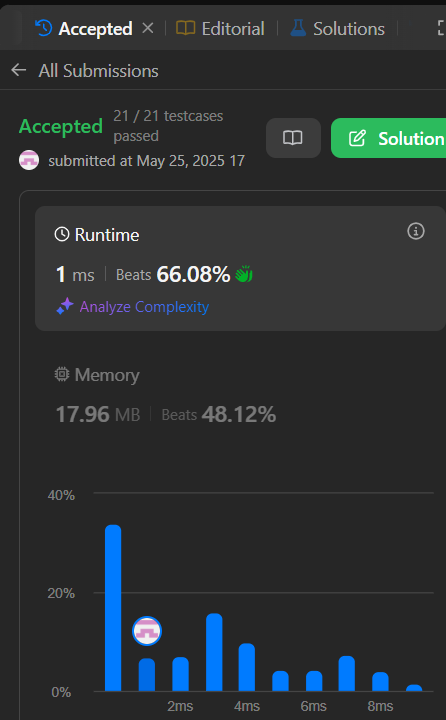 Accepted
Editorial
Solutions
All Submissions
Accepted
21 / 21 testcases
passed
submitted at May 25, 2025 17
Solution
Runtime
1 ms
Beats 66.08%
Analyze Complexity
Memory
17.96 MB
Beats 48.12%
40%
20%
0%
2ms 4ms 6ms 8ms